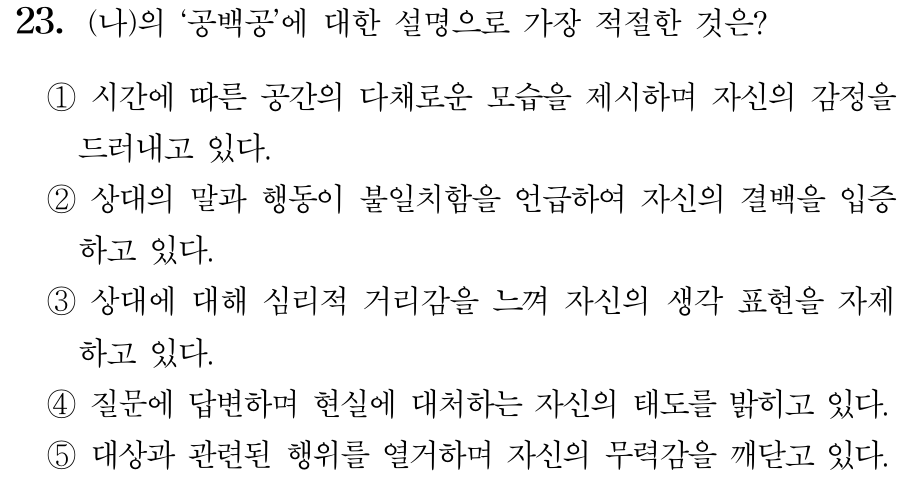 23. (나)의 ‘공백공’에 대한 설명으로 가장 적절한 것은?
① 시간에 따른 공간의 다채로운 모습을 제시하며 자신의 감정을
드러내고 있다.
② 상대의 말과 행동이 불일치함을 언급하여 자신의 결백을 입증
하고 있다.
③ 상대에 대해 심리적 거리감을 느껴 자신의 생각 표현을 자제
하고 있다.
④ 질문에 답변하며 현실에 대처하는 자신의 태도를 밝히고 있다.
⑤ 대상과 관련된 행위를 열거하며 자신의 무력감을 깨닫고 있다.